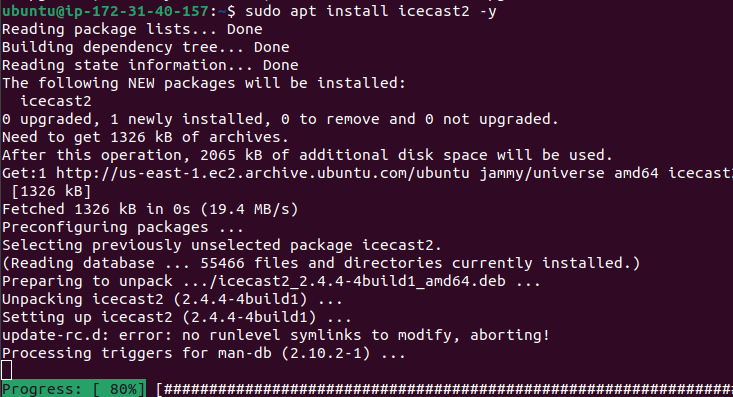 ubuntu@ip-172-31-40-157:~$ sudo apt install icecast2 -y
Reading package lists... Done
Building dependency tree... Done
Reading state information... Done
The following NEW packages will be installed:
  icecast2
0 upgraded, 1 newly installed, 0 to remove and 0 not upgraded.
Need to get 1326 kB of archives.
After this operation, 2065 kB of additional disk space will be used.
Get:1 http://us-east-1.ec2.archive.ubuntu.com/ubuntu jammy/universe amd64 icecast2
 [1326 kB]
Fetched 1326 kB in 0s (19.4 MB/s)
Preconfiguring packages ...
Selecting previously unselected package icecast2.
(Reading database ... 55466 files and directories currently installed.)
Preparing to unpack .../icecast2_2.4.4-4build1_amd64.deb ...
Unpacking icecast2 (2.4.4-4build1) ...
Setting up icecast2 (2.4.4-4build1) ...
update-rc.d: error: no runlevel symlinks to modify, aborting!
Processing triggers for man-db (2.10.2-1) ...
Progress: [ 80%] [################################################################